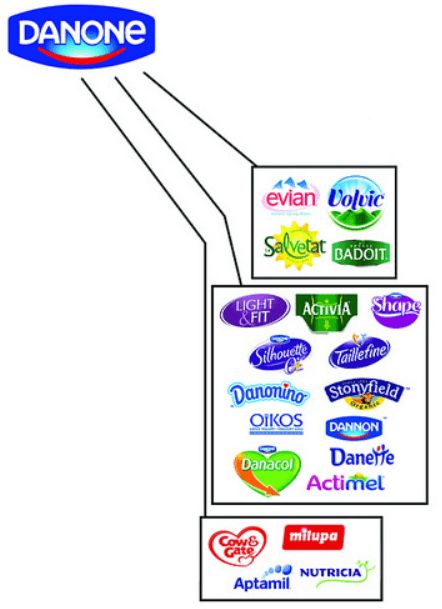 DANONE
evian
Volvic
Salvetat
BADOIT
LIGHT
&FIT
ACTIVIA
Shape
Silhouette
Taillefine
Danonino
Stonyfield
Organic
OIKOS
DANNON
Danacol
Danette
Actimel
Cow &
Gate
milupa
Aptamil
NUTRICIA